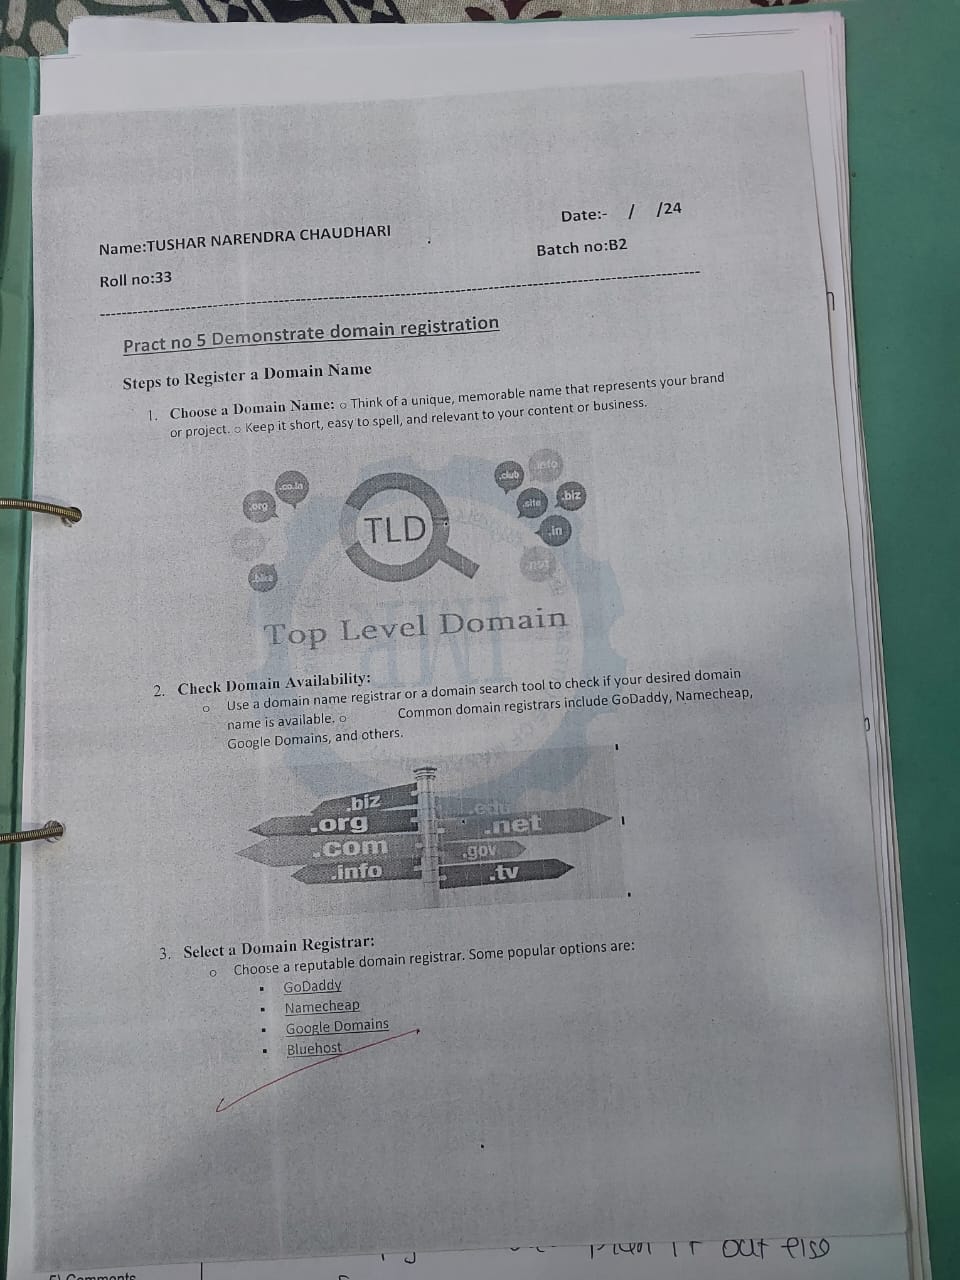 Name:TUSHAR NARENDRA CHAUDHARI
Date:- / /24
Roll no:33
Batch no:B2
Pract no 5 Demonstrate domain registration
Steps to Register a Domain Name
1. Choose a Domain Name: o Think of a unique, memorable name that represents your brand
or project. o Keep it short, easy to spell, and relevant to your content or business.
.org
.co.in
TLD
.club
.info
.site
.biz
.in
.net
Top Level Domain
IMR
2. Check Domain Availability:
o Use a domain name registrar or a domain search tool to check if your desired domain
name is available. o Common domain registrars include GoDaddy, Namecheap,
Google Domains, and others.
.biz
.edu
.org
.net
.com
.gov
.info
.tv
3. Select a Domain Registrar:
o Choose a reputable domain registrar. Some popular options are:
▪ GoDaddy
▪ Namecheap
▪ Google Domains
▪ Bluehost
out else
Comments